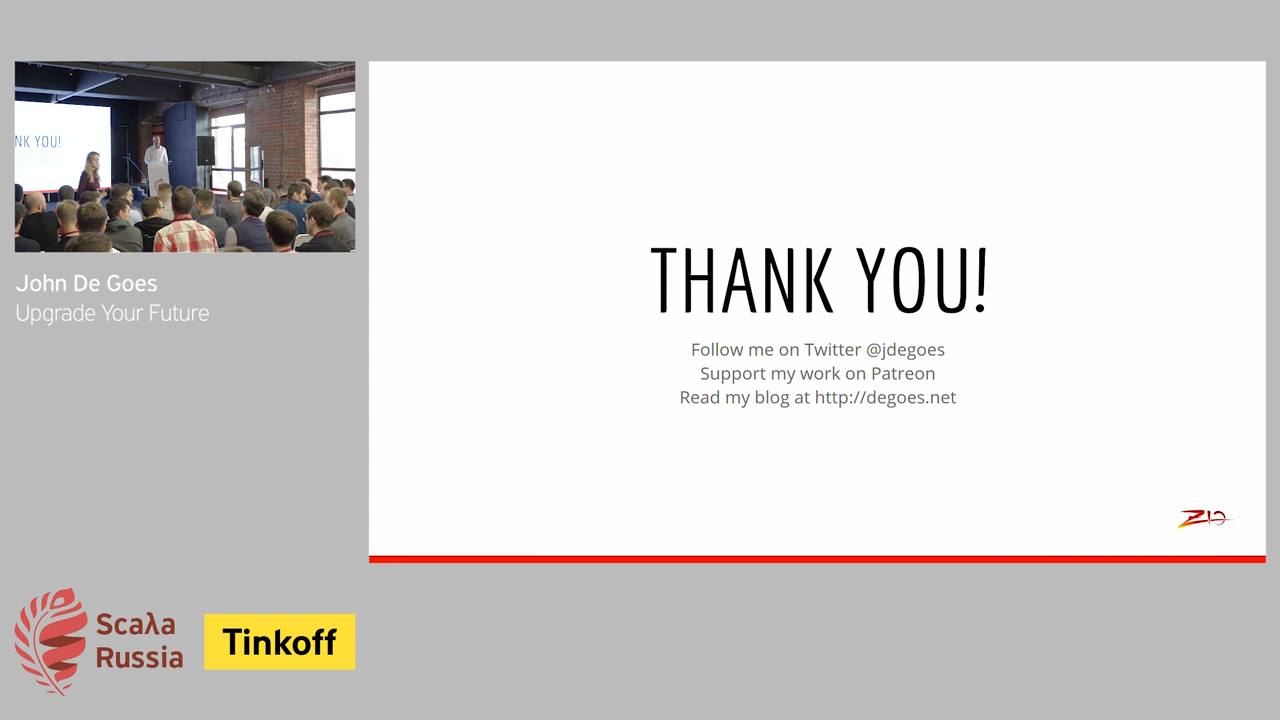 NK YOU!
John De Goes
Upgrade Your Future
THANK YOU!
Follow me on Twitter @jdegoes
Support my work on Patreon
Read my blog at http://degoes.net
ZIO
Scaλa
Russia
Tinkoff